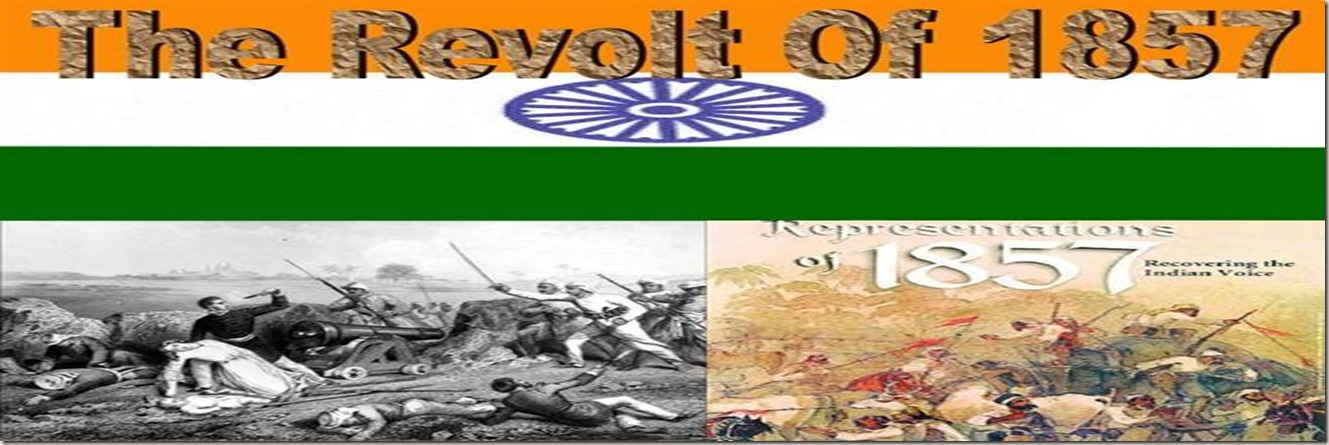 The Revolt Of 1857
Representations
of 1857
Recovering the
Indian Voice